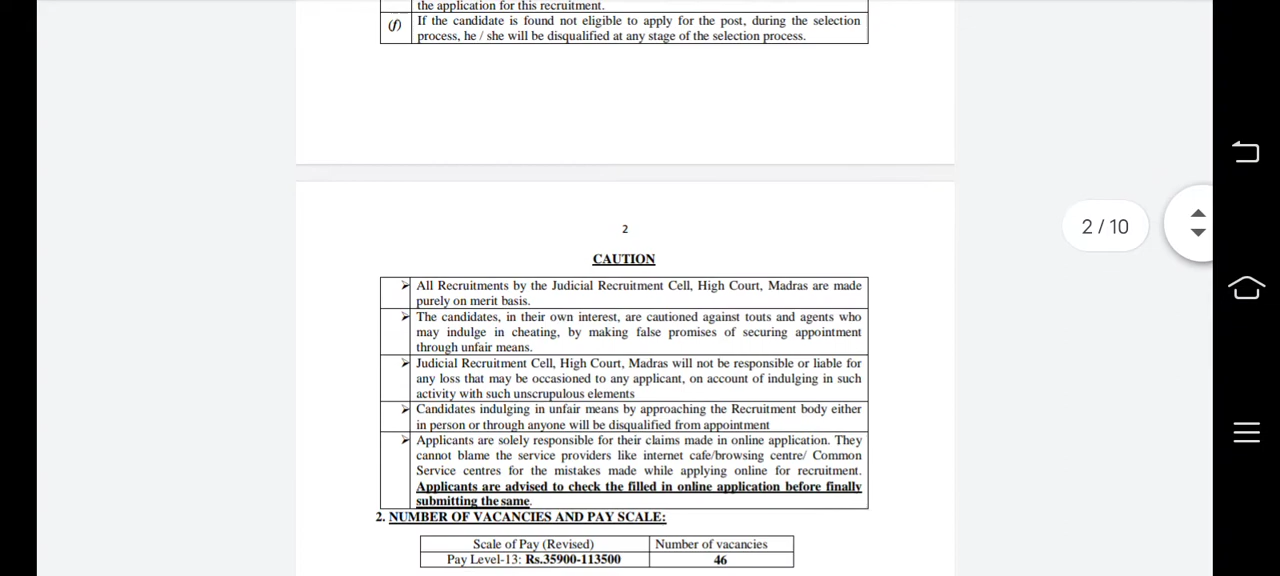 the application for this recruitment.
(f) If the candidate is found not eligible to apply for the post, during the selection
process, he / she will be disqualified at any stage of the selection process.
2 / 10
2
CAUTION
➢ All Recruitments by the Judicial Recruitment Cell, High Court, Madras are made
purely on merit basis.
➢ The candidates, in their own interest, are cautioned against touts and agents who
may indulge in cheating, by making false promises of securing appointment
through unfair means.
➢ Judicial Recruitment Cell, High Court, Madras will not be responsible or liable for
any loss that may be occasioned to any applicant, on account of indulging in such
activity with such unscrupulous elements
➢ Candidates indulging in unfair means by approaching the Recruitment body either
in person or through anyone will be disqualified from appointment
➢ Applicants are solely responsible for their claims made in online application. They
cannot blame the service providers like internet cafe/browsing centre/ Common
Service centres for the mistakes made while applying online for recruitment.
Applicants are advised to check the filled in online application before finally
submitting the same.
2. NUMBER OF VACANCIES AND PAY SCALE:
Scale of Pay (Revised) Number of vacancies
Pay Level-13: Rs.35900-113500 46